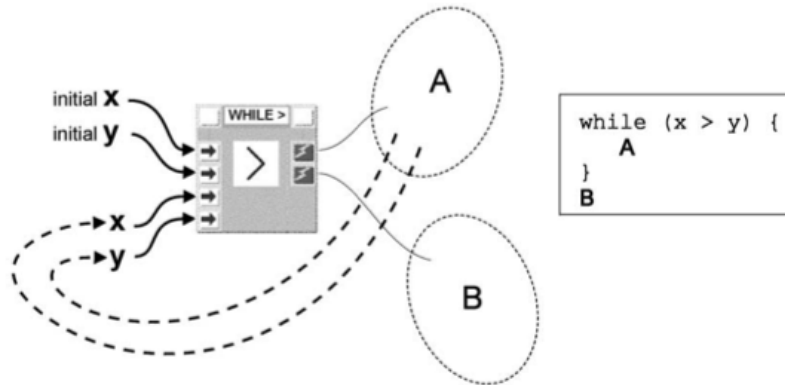 A
initial x
initial y
WHILE >
>
x
y
B
while (x > y) {
A
}
B